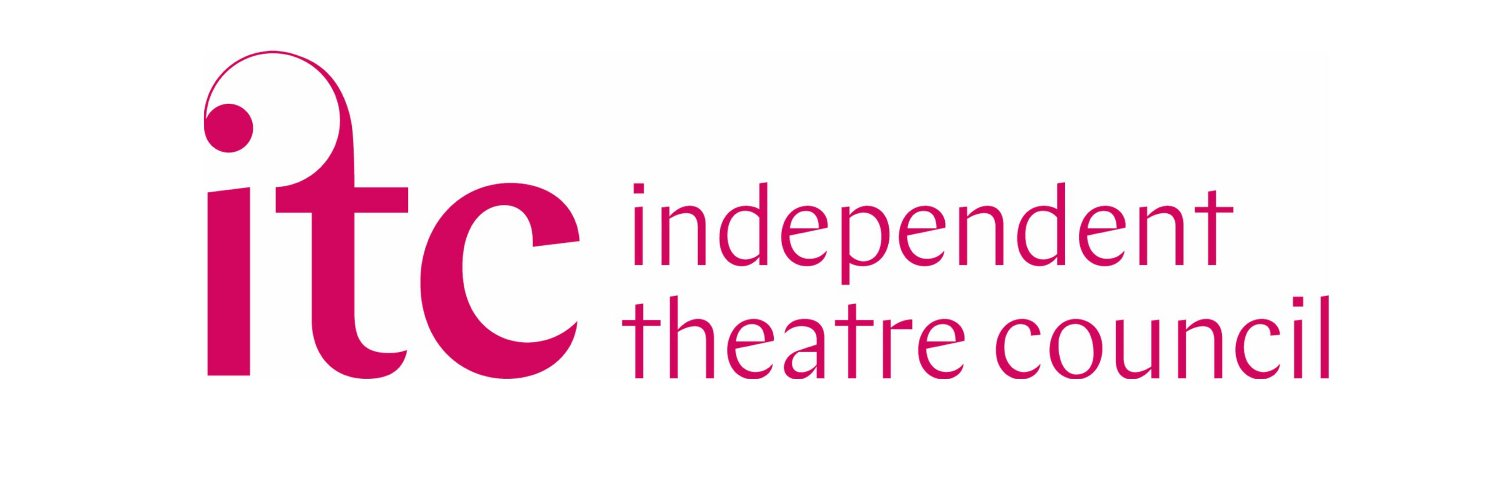 itc
independent
theatre council